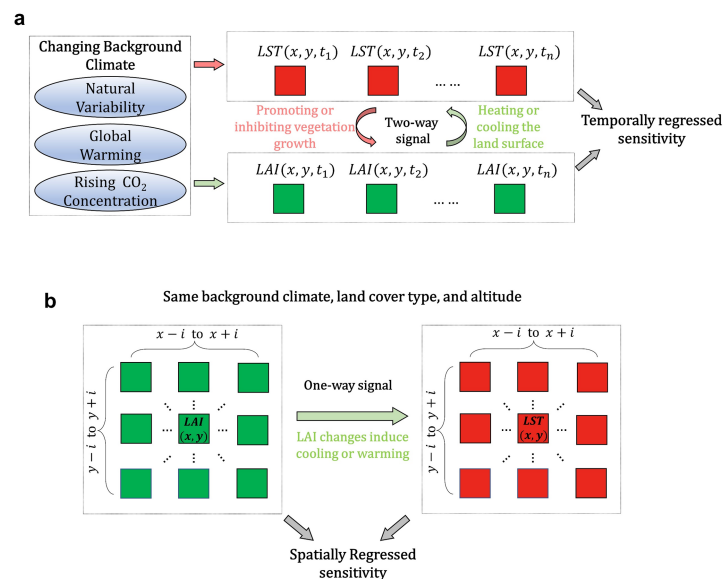 a
Changing Background
Climate
Natural
Variability
Global
Warming
Rising CO₂
Concentration
LST(x, y, t₁) LST(x, y, t₂) LST(x, y, tₙ)
... ...
Promoting or
inhibiting vegetation
growth
Two-way
signal
Heating or
cooling the
land surface
LAI(x, y, t₁) LAI(x, y, t₂) LAI(x, y, tₙ)
... ...
Temporally regressed
sensitivity
b
Same background climate, land cover type, and altitude
x − i to x + i
y − i to y + i
LAI
(x, y)
One-way signal
LAI changes induce
cooling or warming
x − i to x + i
y − i to y + i
LST
(x, y)
Spatially Regressed
sensitivity